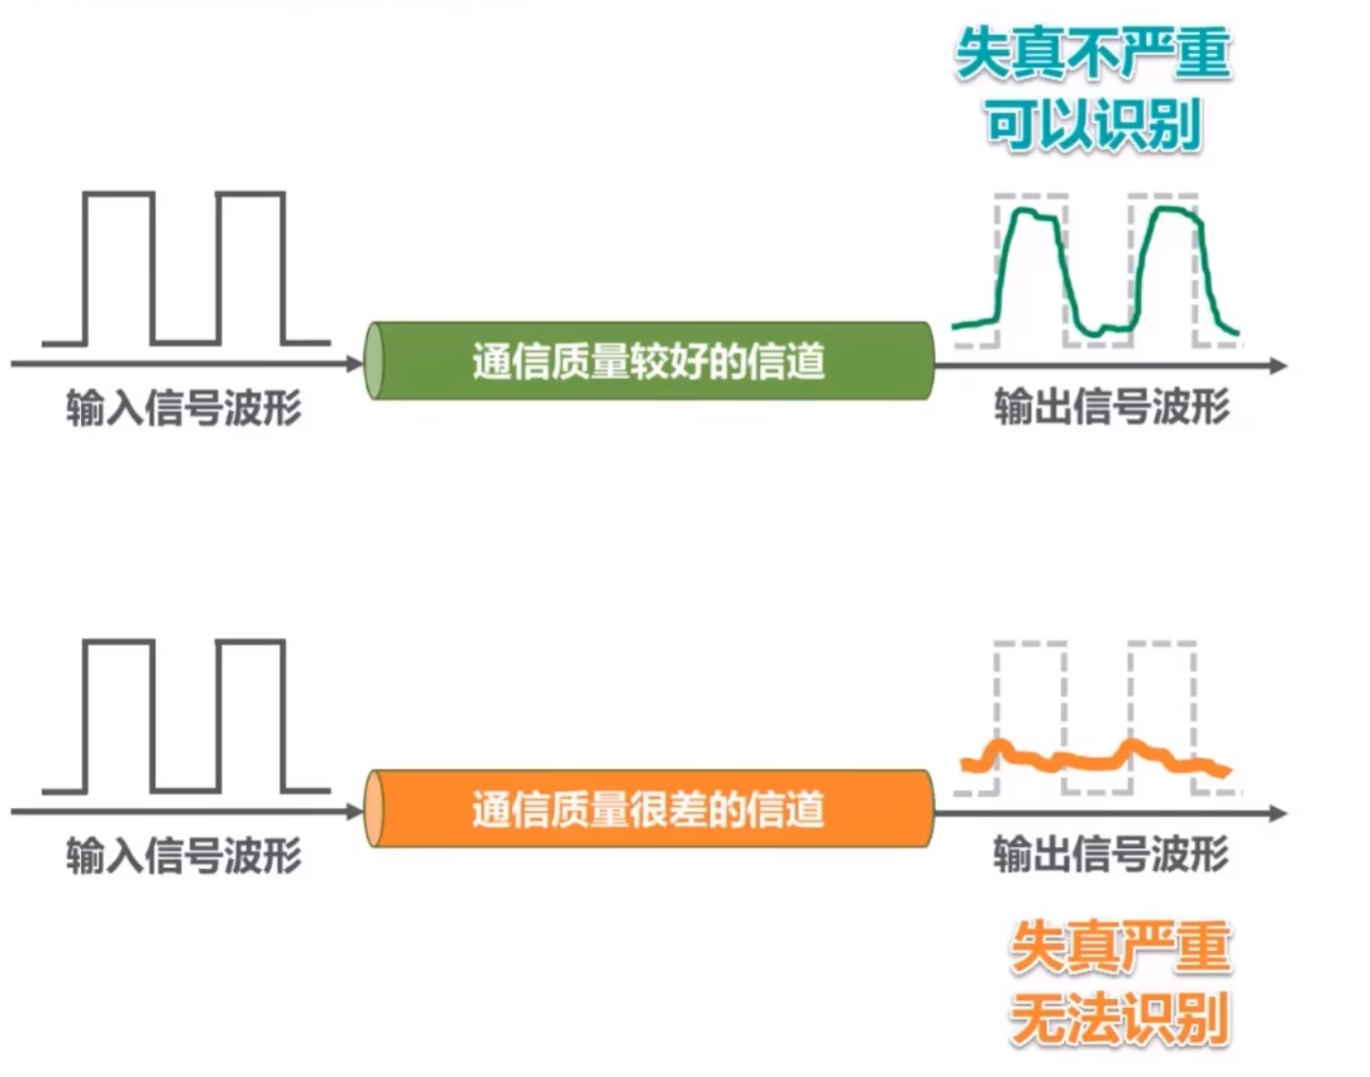 失真不严重
可以识别
通信质量较好的信道
输入信号波形
输出信号波形
通信质量很差的信道
输入信号波形
输出信号波形
失真严重
无法识别